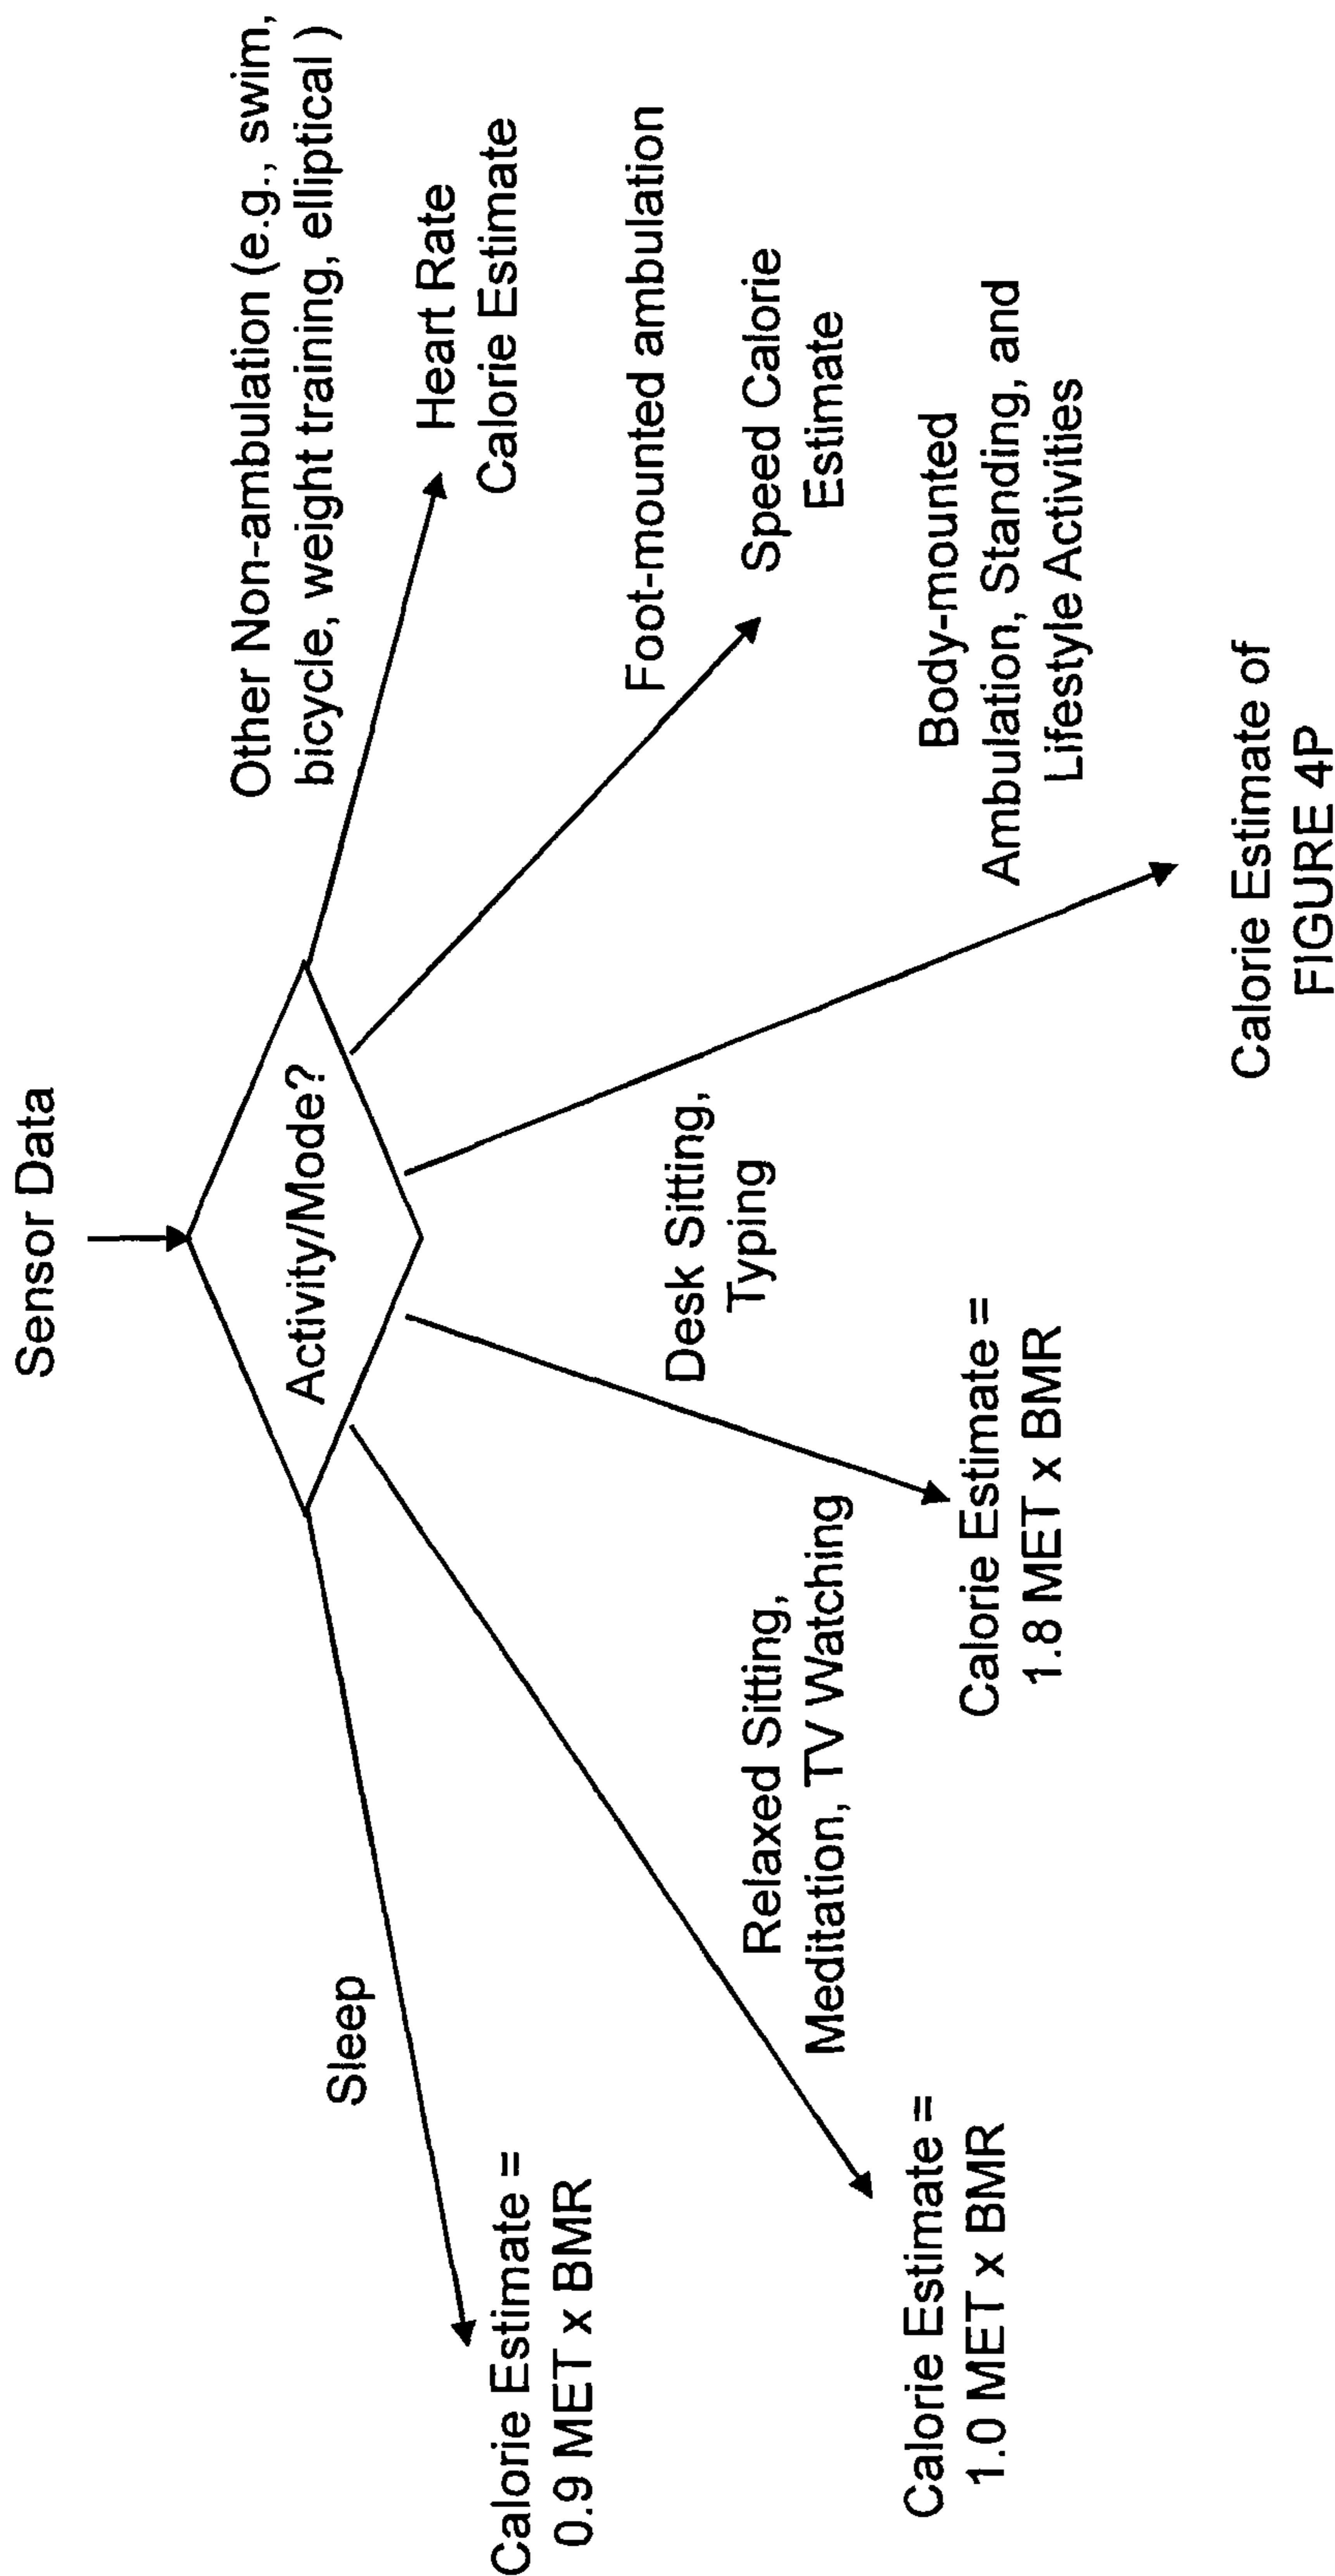 Sensor Data
Activity/Mode?
Sleep
Calorie Estimate =
0.9 MET x BMR
Relaxed Sitting,
Meditation, TV Watching
Calorie Estimate =
1.0 MET x BMR
Desk Sitting,
Typing
Calorie Estimate =
1.8 MET x BMR
Body-mounted
Ambulation, Standing, and
Lifestyle Activities
Calorie Estimate of
FIGURE 4P
Foot-mounted ambulation
Speed Calorie
Estimate
Other Non-ambulation (e.g., swim,
bicycle, weight training, elliptical )
Heart Rate
Calorie Estimate